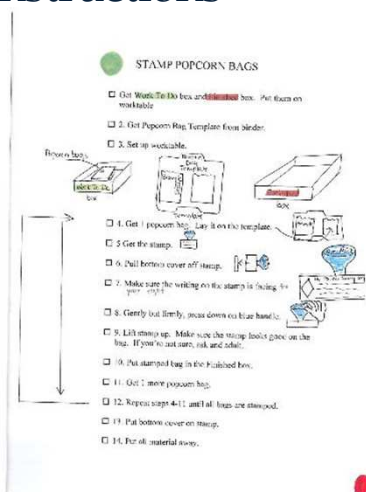 STAMP POPCORN BAGS
Get Work To Do box and finished box. Put them on
worktable
2. Get Popcorn Bag Template from binder.
3. Set up worktable.
Popcorn bags
Work To Do
box
Template
Finished
box
4. Get 1 popcorn bag. Lay it on the template.
5 Get the stamp.
6. Pull bottom cover off stamp.
7. Make sure the writing on the stamp is facing to
your right
8. Gently but firmly, press down on blue handle.
9. Lift stamp up. Make sure the stamp looks good on the
bag. If you're not sure, ask and adult.
10. Put stamped bag in the Finished box.
11. Get 1 more popcorn bag.
12. Repeat steps 4-11 until all bags are stamped.
13. Put bottom cover on stamp.
14. Put all material away.